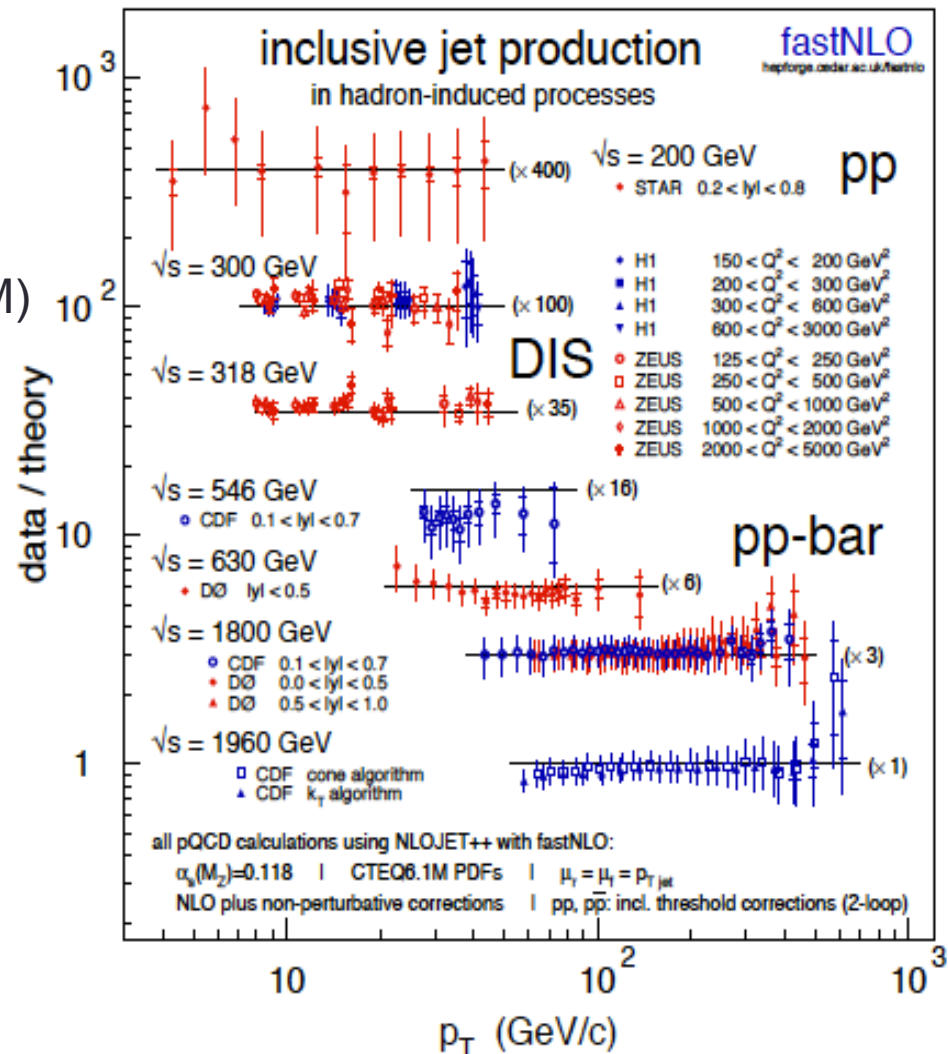 inclusive jet production
fastNLO
hepforge.cedar.ac.uk/fastnlo
in hadron-induced processes
10³
(× 400)
√s = 200 GeV
pp
STAR 0.2 < |y| < 0.8
√s = 300 GeV
M)
10²
(× 100)
H1 150 < Q² < 200 GeV²
H1 200 < Q² < 300 GeV²
H1 300 < Q² < 600 GeV²
H1 600 < Q² < 3000 GeV²
DIS
√s = 318 GeV
(× 35)
ZEUS 125 < Q² < 250 GeV²
ZEUS 250 < Q² < 500 GeV²
ZEUS 500 < Q² < 1000 GeV²
ZEUS 1000 < Q² < 2000 GeV²
ZEUS 2000 < Q² < 5000 GeV²
data / theory
√s = 546 GeV
(× 16)
CDF 0.1 < |y| < 0.7
10
pp-bar
√s = 630 GeV
(× 6)
DØ |y| < 0.5
√s = 1800 GeV
(× 3)
CDF 0.1 < |y| < 0.7
DØ 0.0 < |y| < 0.5
DØ 0.5 < |y| < 1.0
√s = 1960 GeV
1
(× 1)
CDF cone algorithm
CDF k_T algorithm
all pQCD calculations using NLOJET++ with fastNLO:
α_s(M_Z)=0.118 | CTEQ6.1M PDFs | μ_r = μ_f = p_T jet
NLO plus non-perturbative corrections | pp, pp̅: incl. threshold corrections (2-loop)
10 10² 10³
p_T (GeV/c)